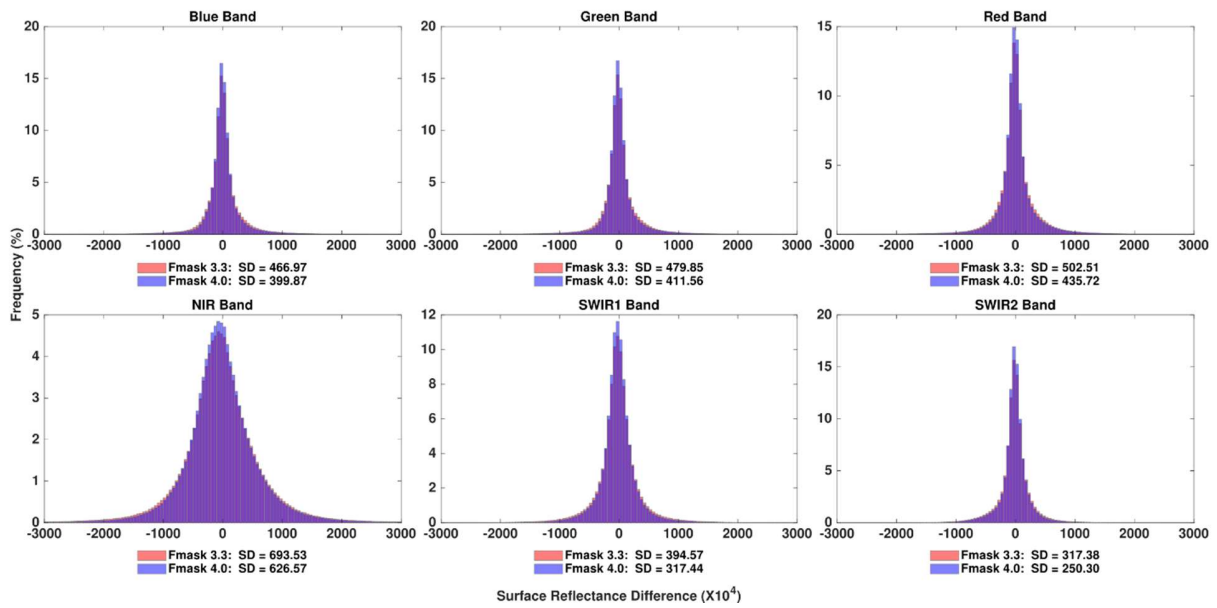 Blue Band
Green Band
Red Band
20
15
10
5
0
-3000 -2000 -1000 0 1000 2000 3000
20
15
10
5
0
-3000 -2000 -1000 0 1000 2000 3000
15
10
5
0
-3000 -2000 -1000 0 1000 2000 3000
Fmask 3.3: SD = 466.97
Fmask 4.0: SD = 399.87
Fmask 3.3: SD = 479.85
Fmask 4.0: SD = 411.56
Fmask 3.3: SD = 502.51
Fmask 4.0: SD = 435.72
Frequency (%)
NIR Band
SWIR1 Band
SWIR2 Band
5
4
3
2
1
0
-3000 -2000 -1000 0 1000 2000 3000
12
10
8
6
4
2
0
-3000 -2000 -1000 0 1000 2000 3000
20
15
10
5
0
-3000 -2000 -1000 0 1000 2000 3000
Fmask 3.3: SD = 693.53
Fmask 4.0: SD = 626.57
Fmask 3.3: SD = 394.57
Fmask 4.0: SD = 317.44
Fmask 3.3: SD = 317.38
Fmask 4.0: SD = 250.30
Surface Reflectance Difference (X10⁴)